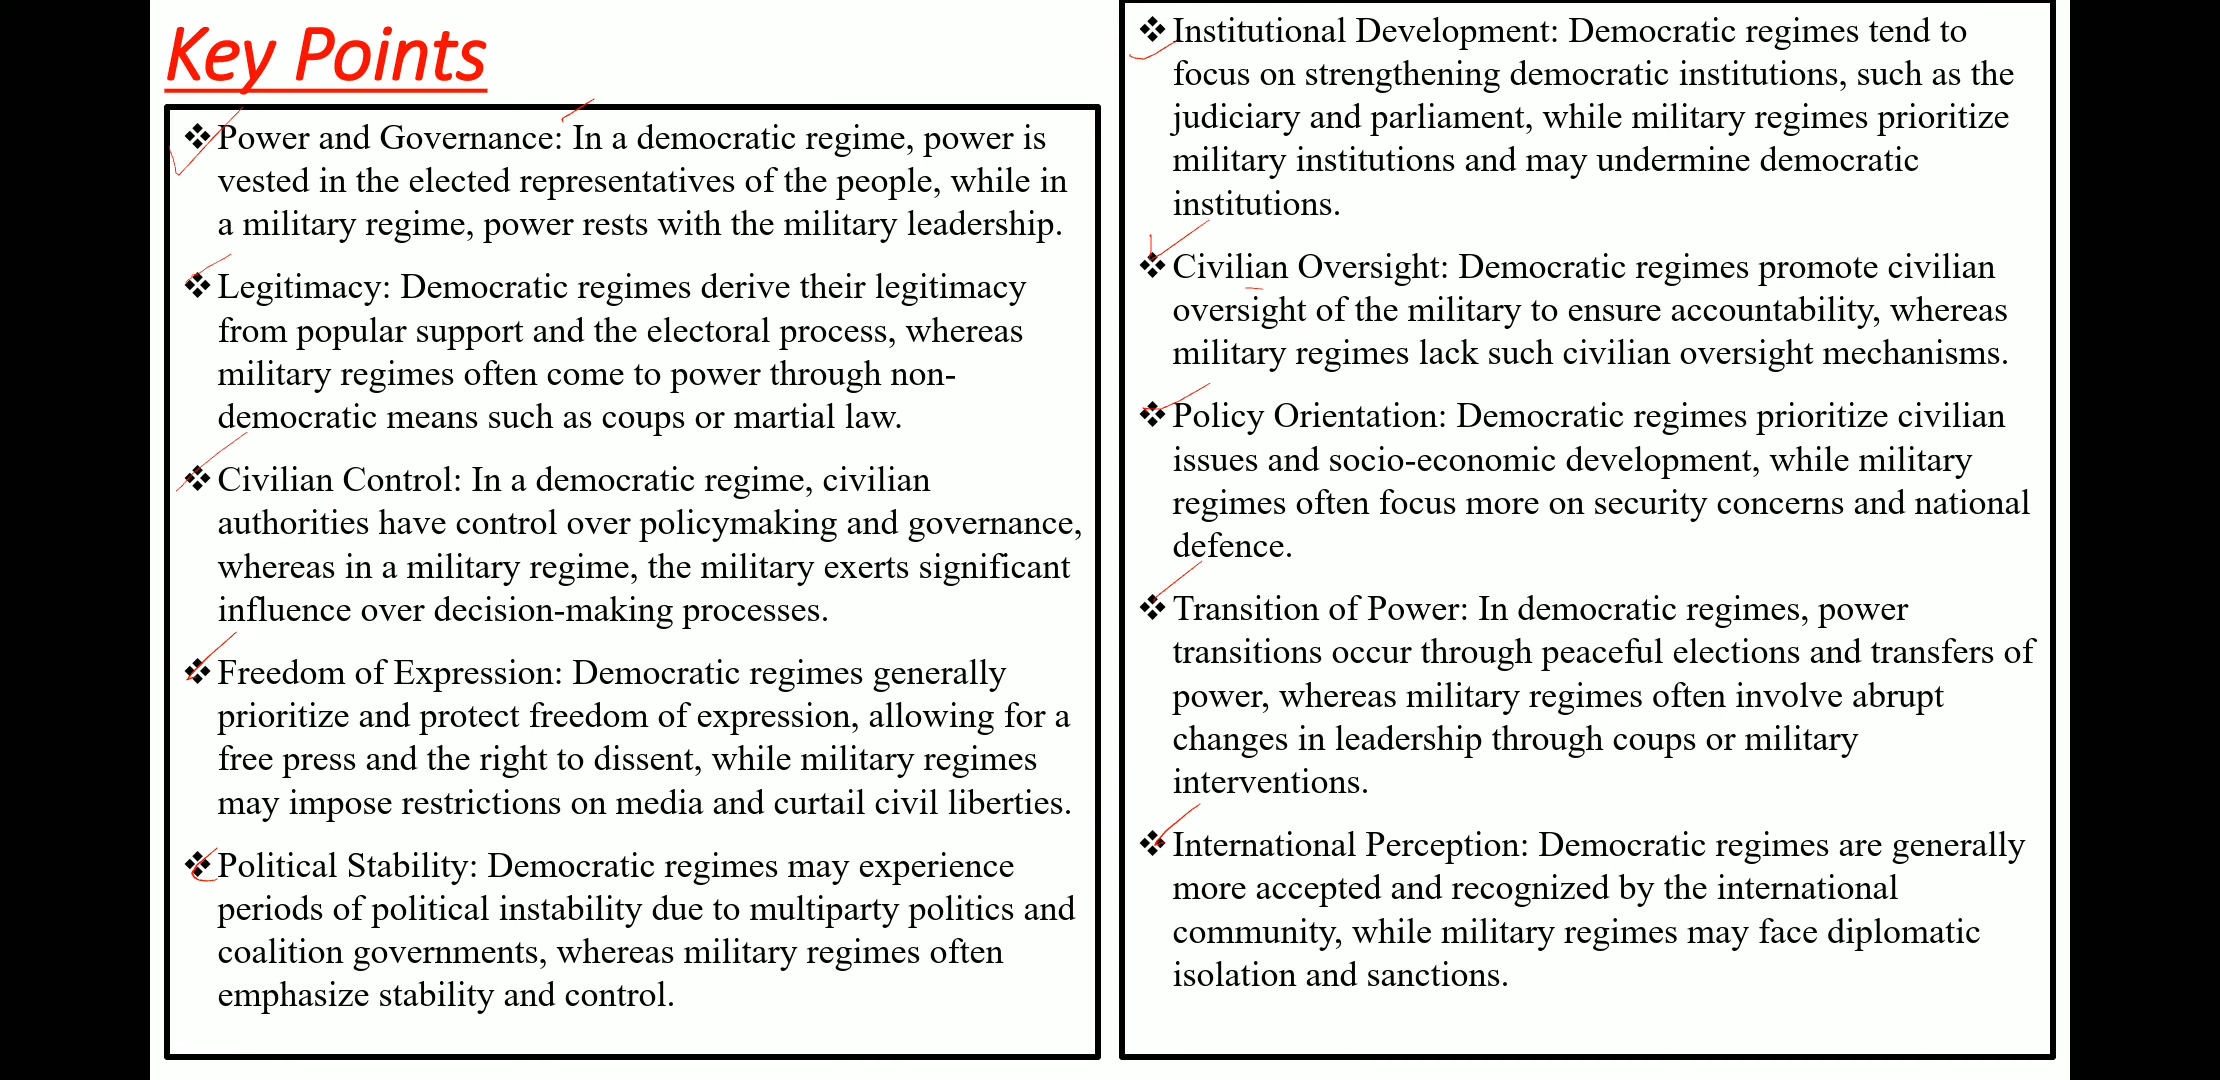 Key Points
❖Power and Governance: In a democratic regime, power is
vested in the elected representatives of the people, while in
a military regime, power rests with the military leadership.
❖Legitimacy: Democratic regimes derive their legitimacy
from popular support and the electoral process, whereas
military regimes often come to power through non-
democratic means such as coups or martial law.
❖Civilian Control: In a democratic regime, civilian
authorities have control over policymaking and governance,
whereas in a military regime, the military exerts significant
influence over decision-making processes.
❖Freedom of Expression: Democratic regimes generally
prioritize and protect freedom of expression, allowing for a
free press and the right to dissent, while military regimes
may impose restrictions on media and curtail civil liberties.
❖Political Stability: Democratic regimes may experience
periods of political instability due to multiparty politics and
coalition governments, whereas military regimes often
emphasize stability and control.
❖Institutional Development: Democratic regimes tend to
focus on strengthening democratic institutions, such as the
judiciary and parliament, while military regimes prioritize
military institutions and may undermine democratic
institutions.
❖Civilian Oversight: Democratic regimes promote civilian
oversight of the military to ensure accountability, whereas
military regimes lack such civilian oversight mechanisms.
❖Policy Orientation: Democratic regimes prioritize civilian
issues and socio-economic development, while military
regimes often focus more on security concerns and national
defence.
❖Transition of Power: In democratic regimes, power
transitions occur through peaceful elections and transfers of
power, whereas military regimes often involve abrupt
changes in leadership through coups or military
interventions.
❖International Perception: Democratic regimes are generally
more accepted and recognized by the international
community, while military regimes may face diplomatic
isolation and sanctions.